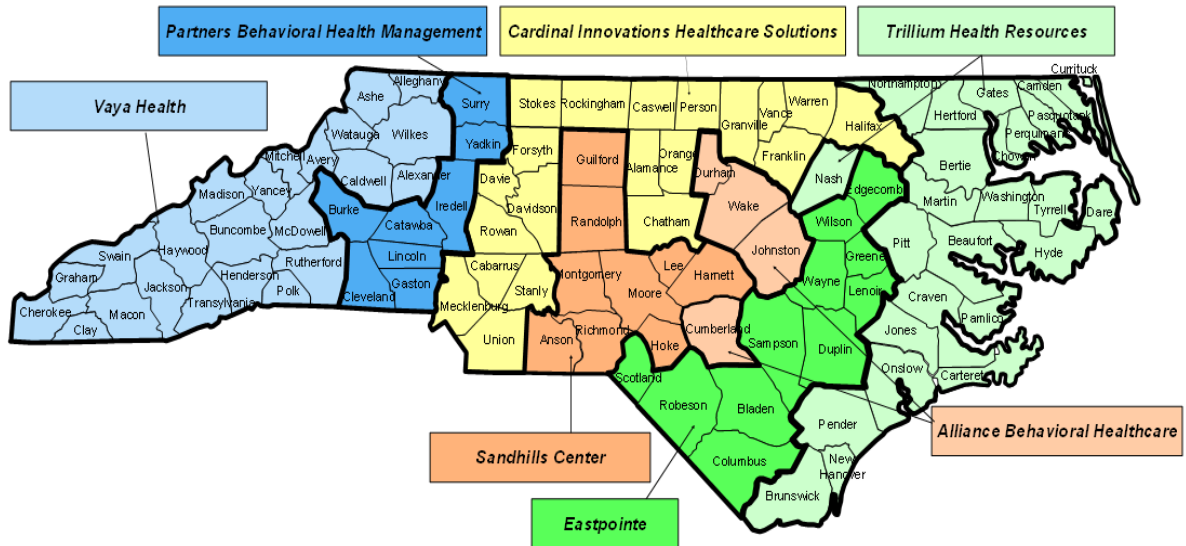 Partners Behavioral Health Management
Cardinal Innovations Healthcare Solutions
Trillium Health Resources
Vaya Health
Sandhills Center
Eastpointe
Alliance Behavioral Healthcare
Alleghany
Ashe
Surry
Stokes
Rockingham
Caswell
Person
Granville
Vance
Warren
Halifax
Northampton
Gates
Currituck
Camden
Pasquotank
Perquimans
Chowan
Hertford
Bertie
Watauga
Wilkes
Yadkin
Forsyth
Guilford
Alamance
Orange
Durham
Franklin
Nash
Edgecomb
Martin
Washington
Tyrrell
Dare
Mitchell
Avery
Caldwell
Alexander
Iredell
Davie
Davidson
Randolph
Chatham
Wake
Wilson
Pitt
Beaufort
Hyde
Madison
Yancey
Burke
Catawba
Rowan
Johnston
Greene
Wayne
Lenoir
Craven
Pamlico
Buncombe
McDowell
Lincoln
Swain
Haywood
Rutherford
Cabarrus
Montgomery
Lee
Harnett
Moore
Graham
Jackson
Henderson
Polk
Cleveland
Gaston
Mecklenburg
Stanly
Cherokee
Macon
Clay
Transylvania
Union
Anson
Richmond
Hoke
Cumberland
Sampson
Duplin
Jones
Onslow
Carteret
Scotland
Robeson
Bladen
Columbus
Pender
New
Hanover
Brunswick